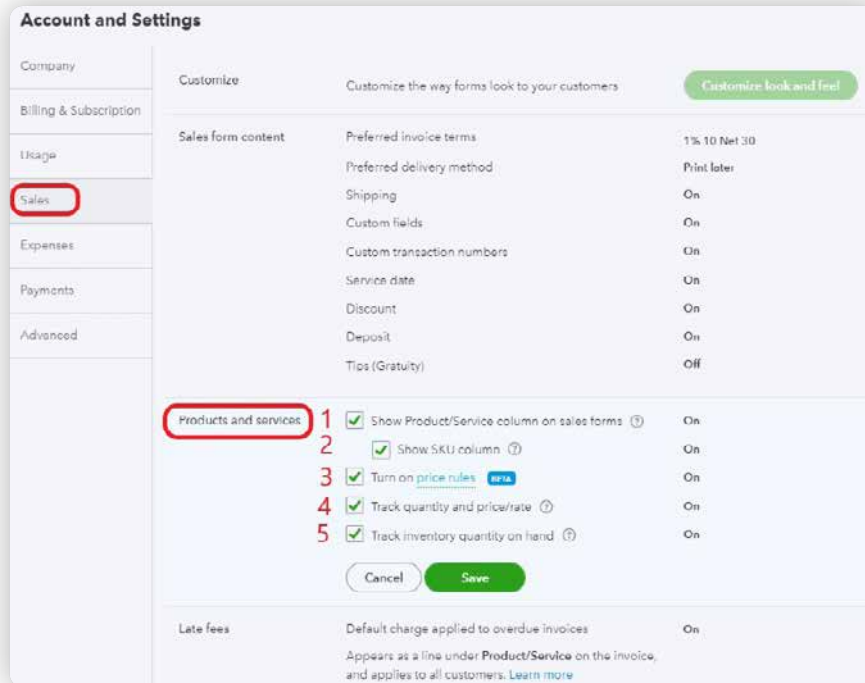 Account and Settings
Company
Billing & Subscription
Usage
Sales
Expenses
Payments
Advanced
Customize
Customize the way forms look to your customers
Customize look and feel
Sales form content
Preferred invoice terms
1% 10 Net 30
Preferred delivery method
Print later
Shipping
On
Custom fields
On
Custom transaction numbers
On
Service date
On
Discount
On
Deposit
On
Tips (Gratuity)
Off
Products and services
1 Show Product/Service column on sales forms ?
On
2 Show SKU column ?
On
3 Turn on price rules BETA
On
4 Track quantity and price/rate ?
On
5 Track inventory quantity on hand ?
On
Cancel
Save
Late fees
Default charge applied to overdue invoices
On
Appears as a line under Product/Service on the invoice,
and applies to all customers. Learn more